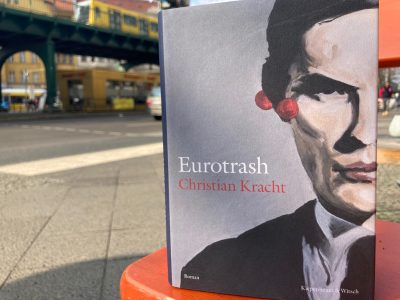 Eurotrash
Christian Kracht
Roman
Kiepenheuer & Witsch